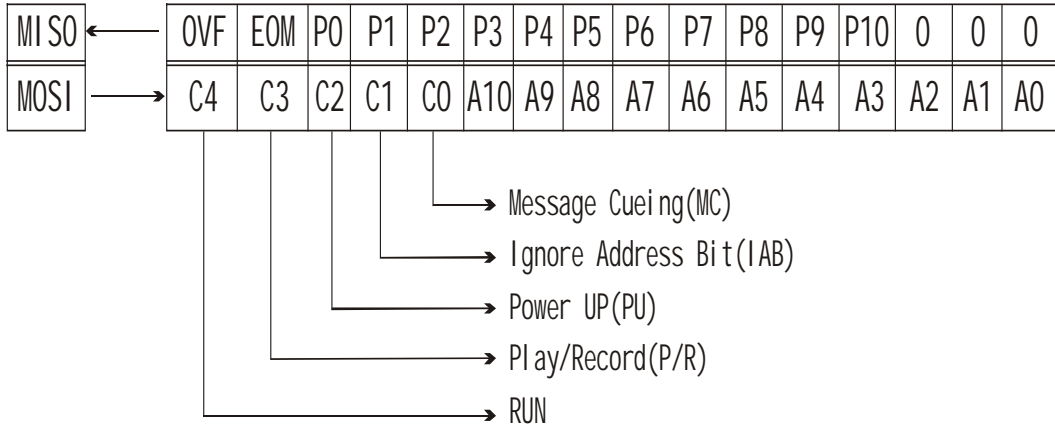 MISO OVF EOM P0 P1 P2 P3 P4 P5 P6 P7 P8 P9 P10 0 0 0
MOSI C4 C3 C2 C1 C0 A10 A9 A8 A7 A6 A5 A4 A3 A2 A1 A0
Message Cueing(MC)
Ignore Address Bit(IAB)
Power UP(PU)
Play/Record(P/R)
RUN